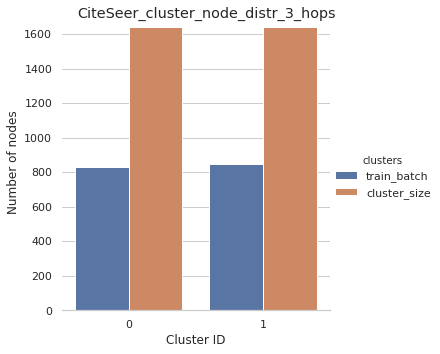 CiteSeer_cluster_node_distr_3_hops
1600
1400
1200
1000
800
600
400
200
0
Number of nodes
0
1
Cluster ID
clusters
train_batch
cluster_size